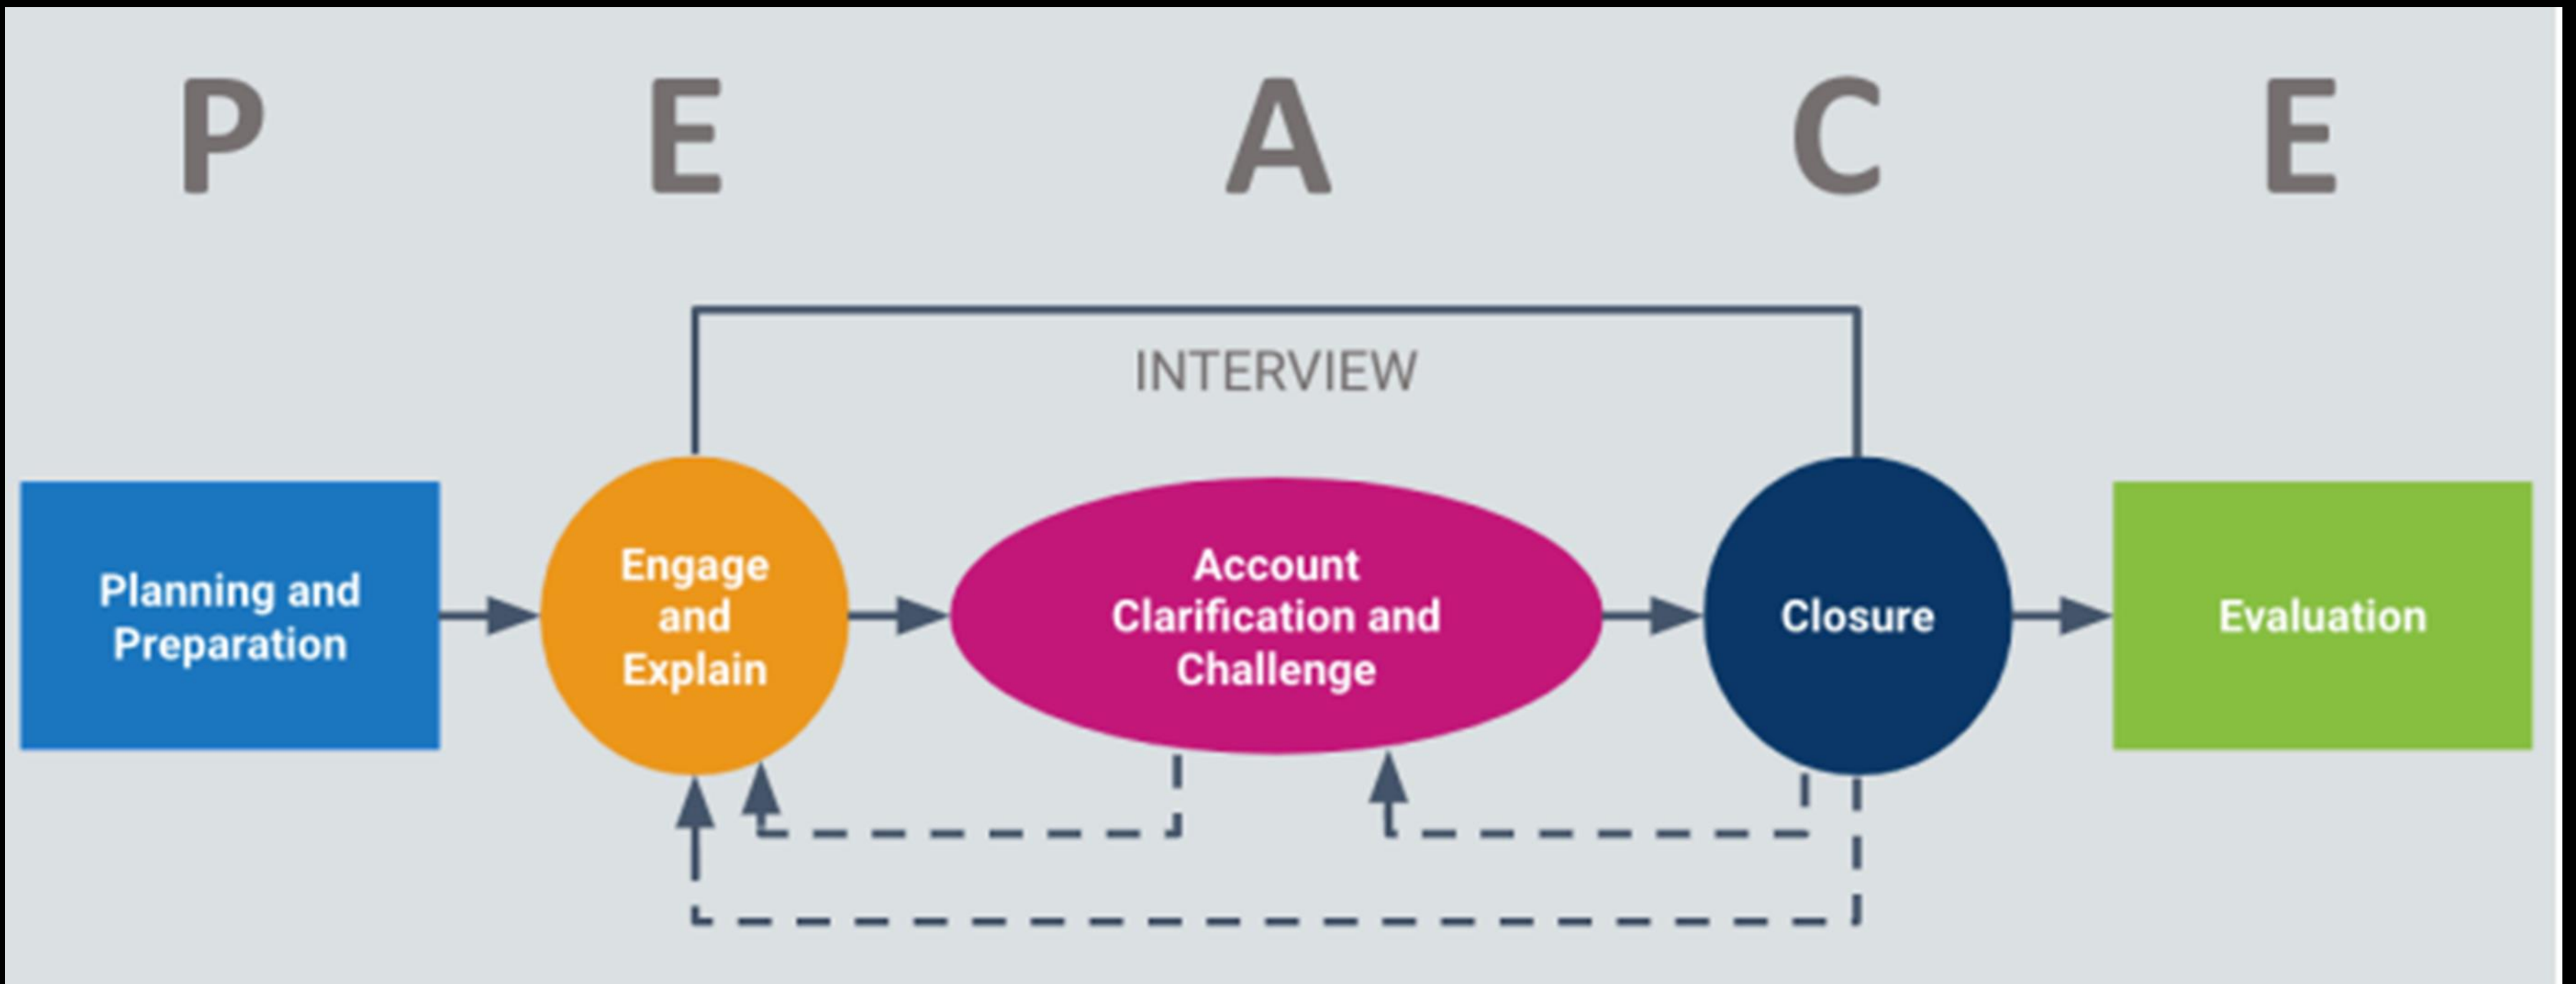 P E A C E
INTERVIEW
Planning and
Preparation
Engage
and
Explain
Account
Clarification and
Challenge
Closure
Evaluation